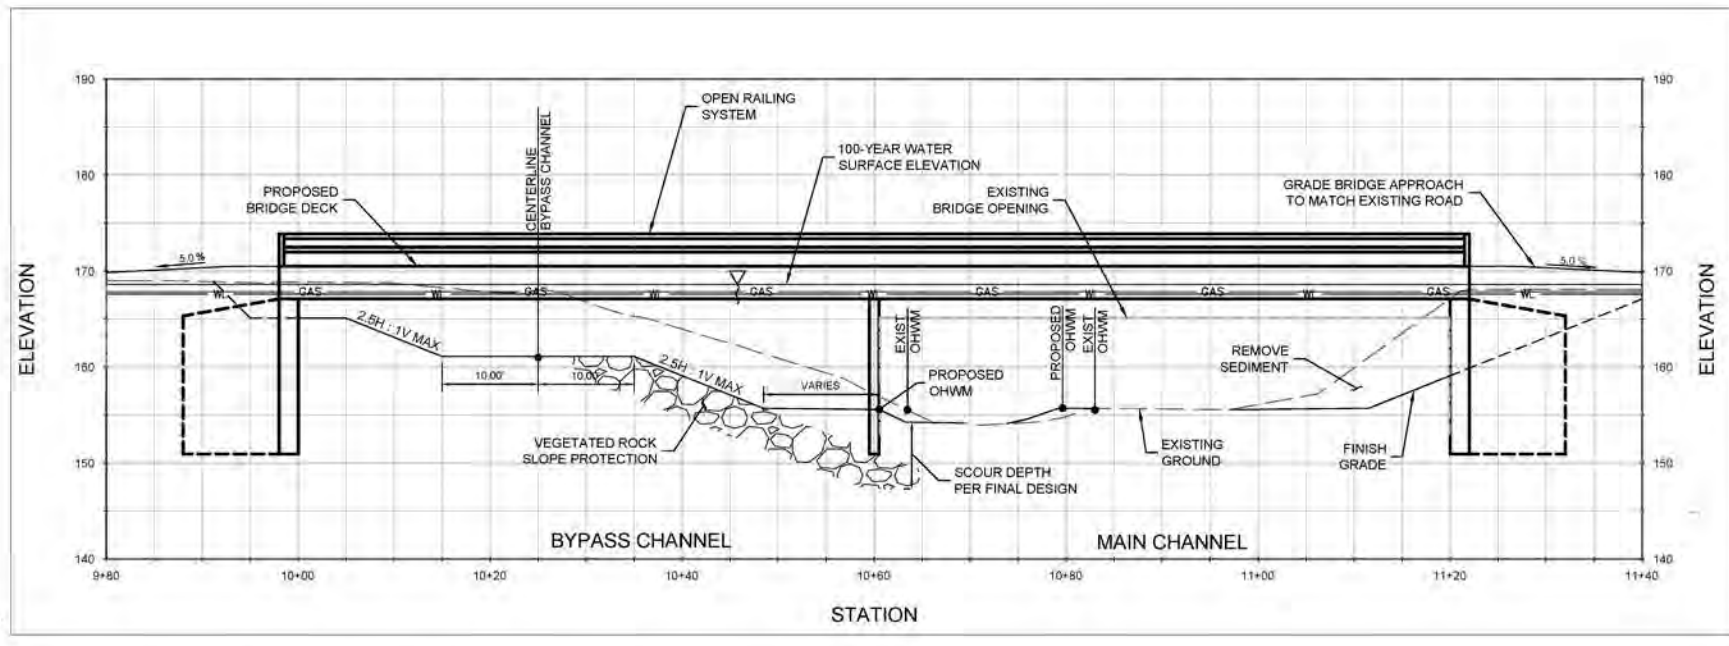 190
190
OPEN RAILING
SYSTEM
CENTERLINE
BYPASS CHANNEL
100-YEAR WATER
SURFACE ELEVATION
180
180
PROPOSED
BRIDGE DECK
EXISTING
BRIDGE OPENING
GRADE BRIDGE APPROACH
TO MATCH EXISTING ROAD
5.0 %
5.0 %
170
170
ELEVATION
ELEVATION
WL GAS WL GAS WL GAS WL GAS WL GAS WL GAS WL
2.5H : 1V MAX
EXIST
OHWM
PROPOSED
OHWM
EXIST
OHWM
160
160
10.00'
10.00'
2.5H : 1V MAX
VARIES
PROPOSED
OHWM
REMOVE
SEDIMENT
VEGETATED ROCK
SLOPE PROTECTION
EXISTING
GROUND
FINISH
GRADE
150
150
SCOUR DEPTH
PER FINAL DESIGN
BYPASS CHANNEL
MAIN CHANNEL
140
140
9+80 10+00 10+20 10+40 10+60 10+80 11+00 11+20 11+40
STATION